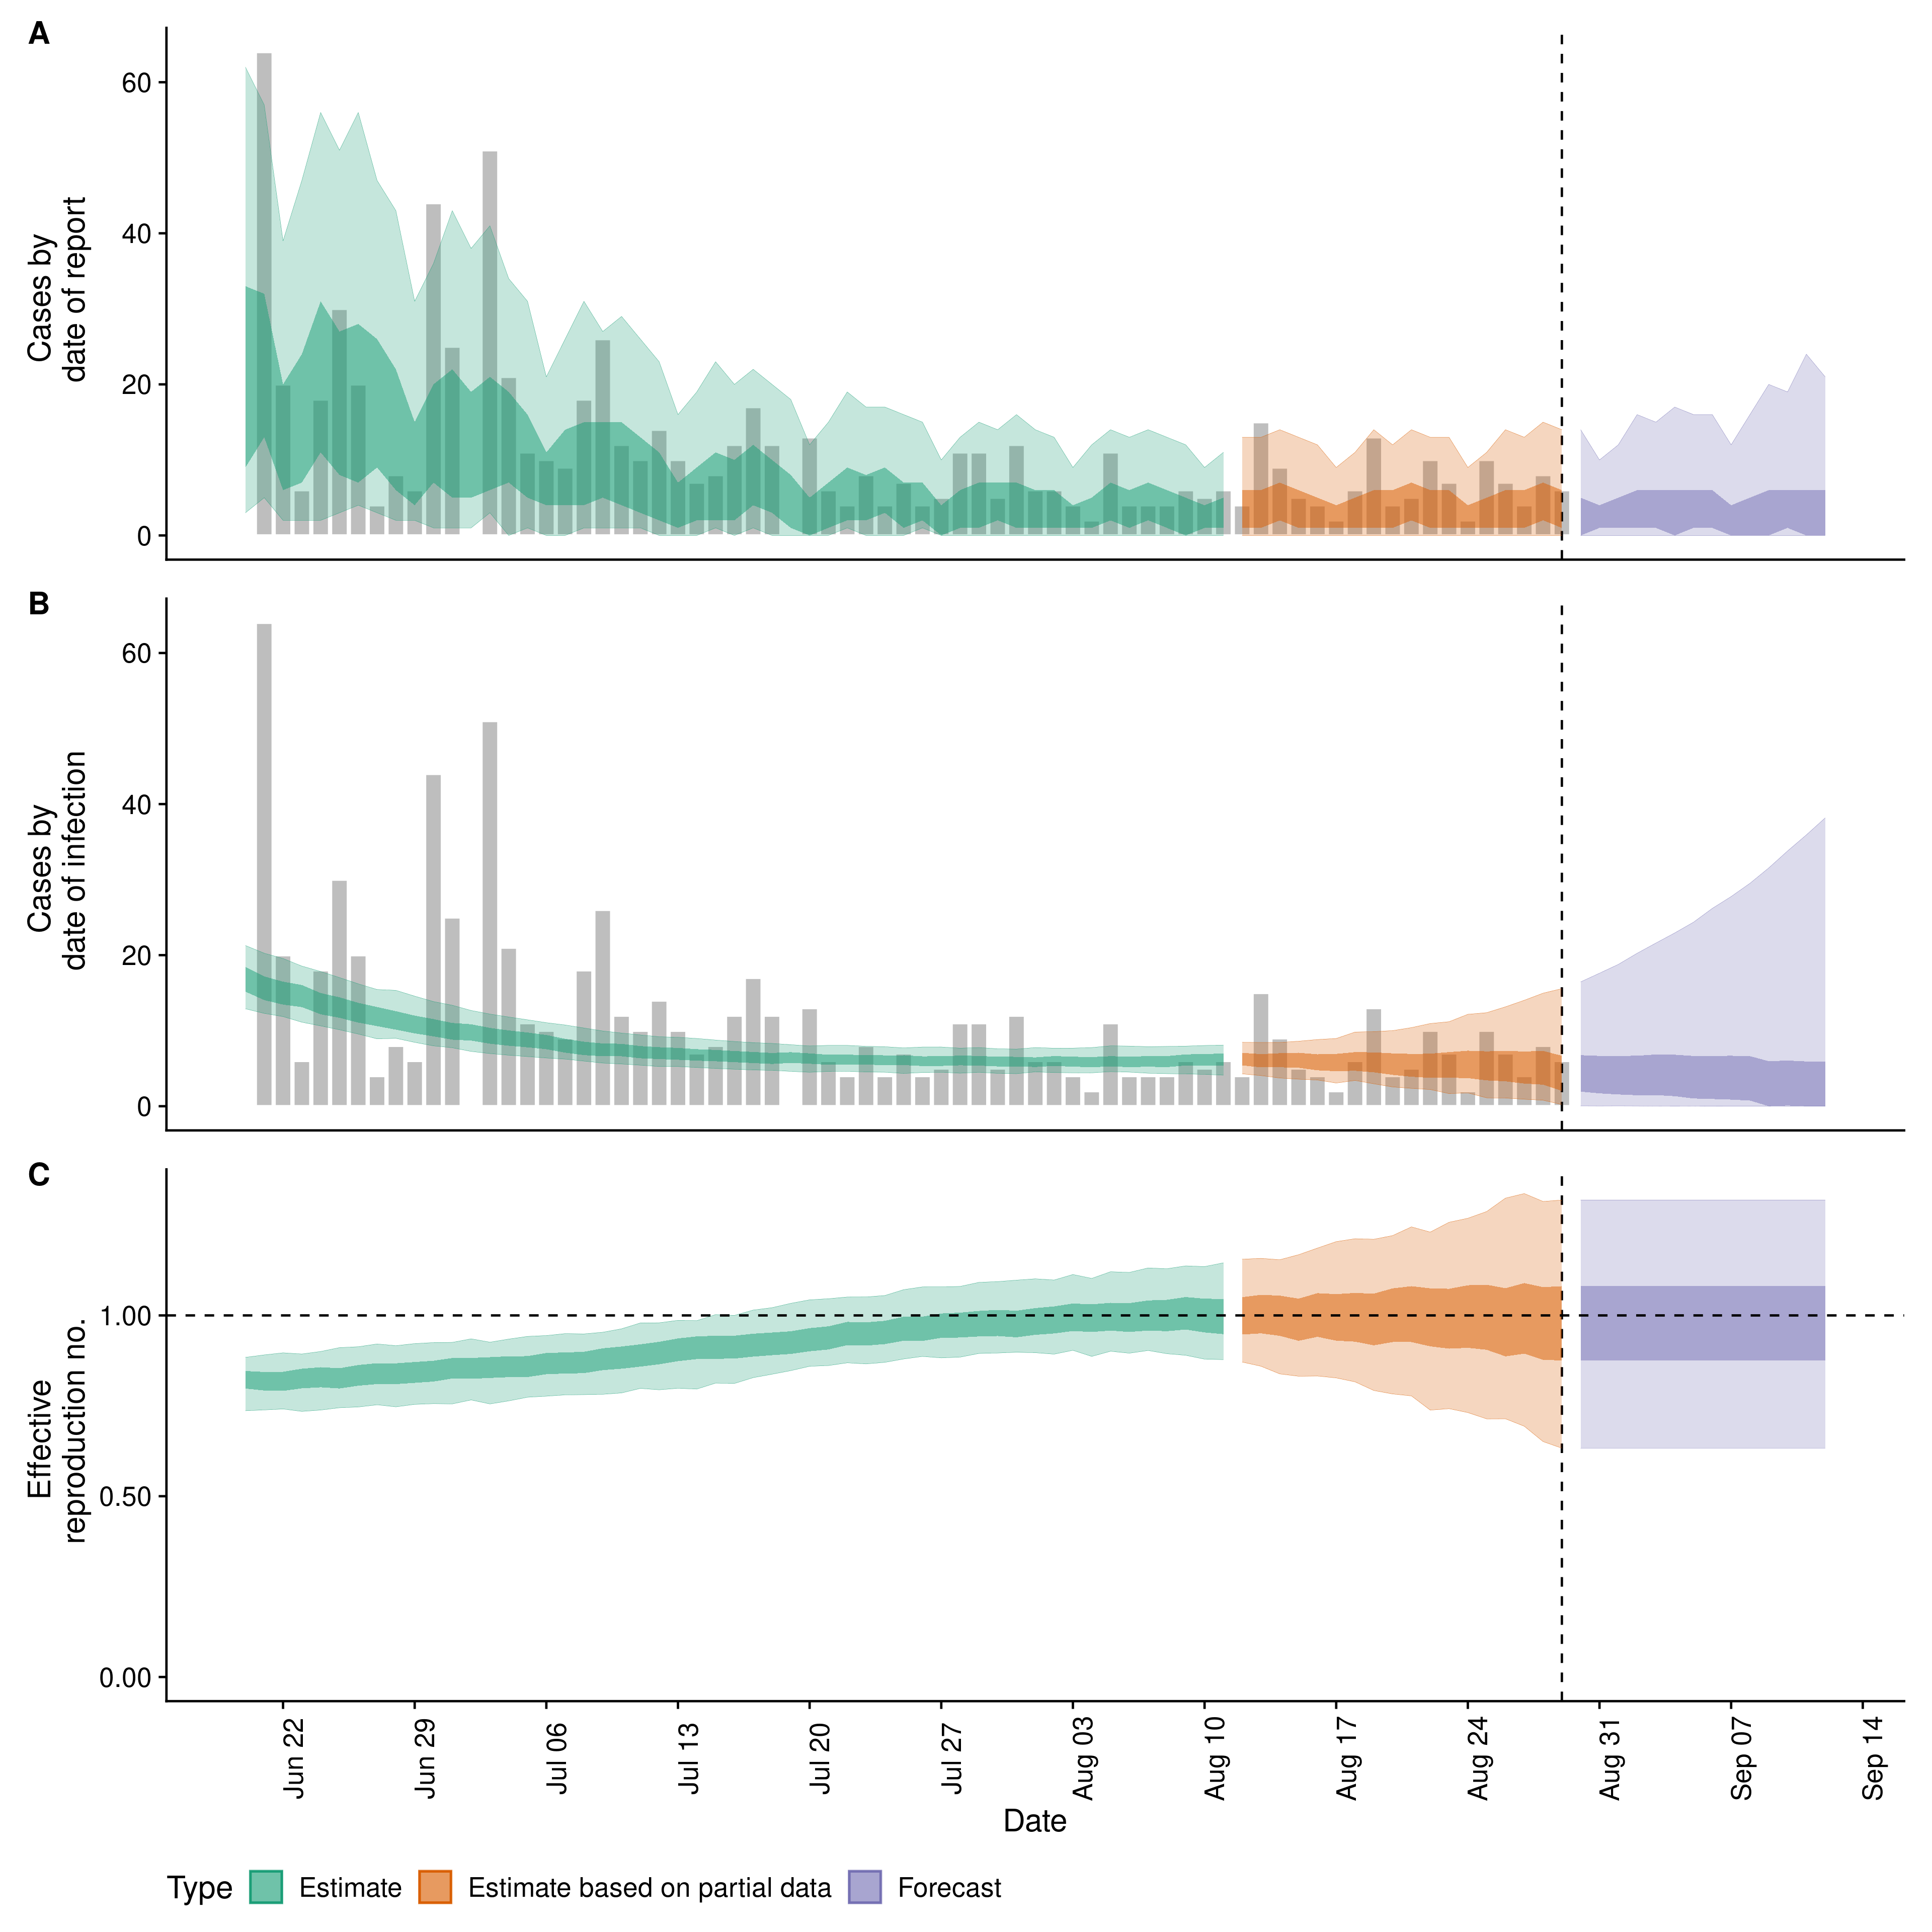 A
60
40
20
0
Cases by
date of report
B
60
40
20
0
Cases by
date of infection
C
1.00
0.50
0.00
Effective
reproduction no.
Jun 22
Jun 29
Jul 06
Jul 13
Jul 20
Jul 27
Aug 03
Aug 10
Aug 17
Aug 24
Aug 31
Sep 07
Sep 14
Date
Type Estimate Estimate based on partial data Forecast